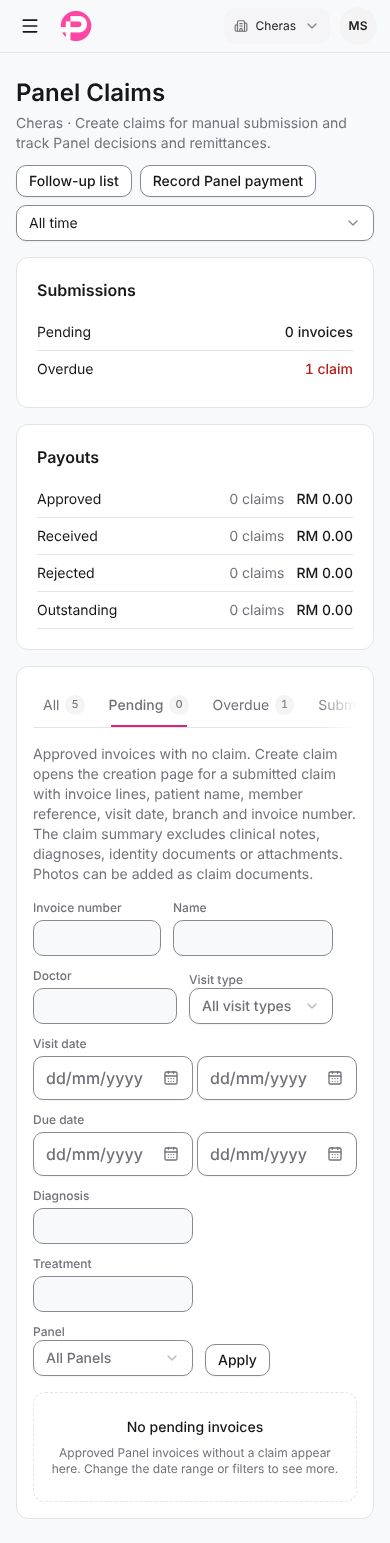 Cheras
MS
Panel Claims
Cheras · Create claims for manual submission and
track Panel decisions and remittances.
Follow-up list
Record Panel payment
All time
Submissions
Pending 0 invoices
Overdue 1 claim
Payouts
Approved 0 claims RM 0.00
Received 0 claims RM 0.00
Rejected 0 claims RM 0.00
Outstanding 0 claims RM 0.00
All 5 Pending 0 Overdue 1 Subm
Approved invoices with no claim. Create claim
opens the creation page for a submitted claim
with invoice lines, patient name, member
reference, visit date, branch and invoice number.
The claim summary excludes clinical notes,
diagnoses, identity documents or attachments.
Photos can be added as claim documents.
Invoice number Name
Doctor Visit type
All visit types
Visit date
dd/mm/yyyy dd/mm/yyyy
Due date
dd/mm/yyyy dd/mm/yyyy
Diagnosis
Treatment
Panel
All Panels Apply
No pending invoices
Approved Panel invoices without a claim appear
here. Change the date range or filters to see more.